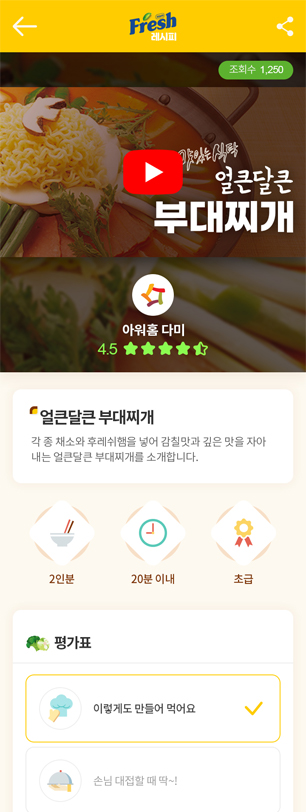 Fresh
레시피
조회수 1,250
맛있는 식탁
얼큰달큰
부대찌개
아워홈 다미
4.5
얼큰달큰 부대찌개
각 종 채소와 후레쉬햄을 넣어 감칠맛과 깊은 맛을 자아
내는 얼큰달큰 부대찌개를 소개합니다.
2인분
20분 이내
초급
평가표
이렇게도 만들어 먹어요
손님 대접할 때 딱~!